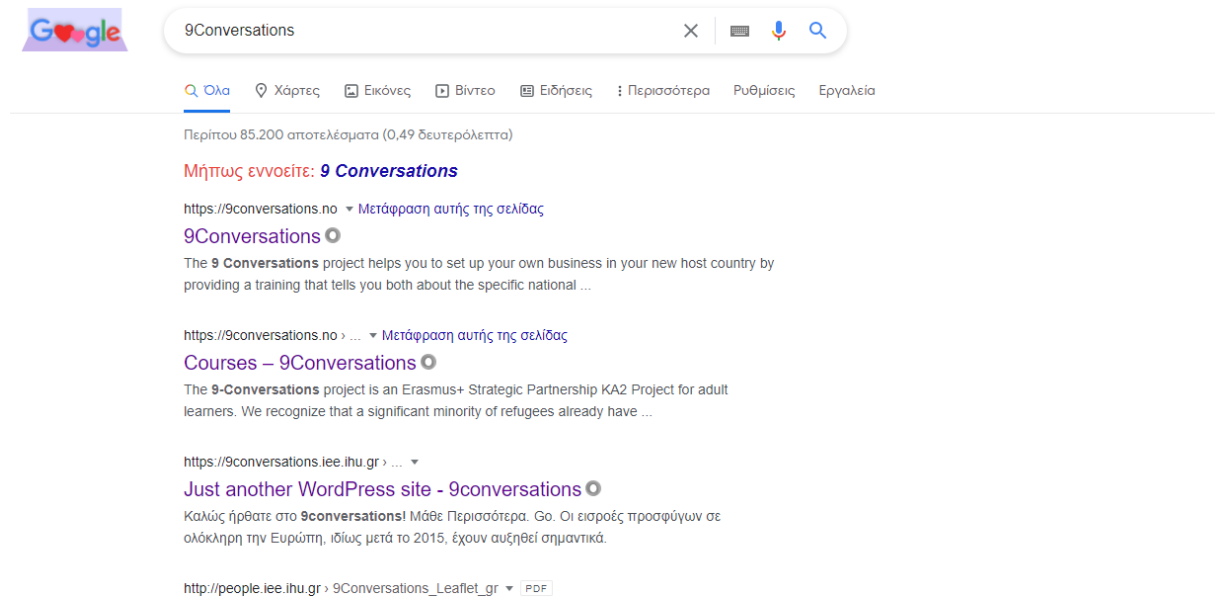 Google
9Conversations
Όλα Χάρτες Εικόνες Βίντεο Ειδήσεις Περισσότερα Ρυθμίσεις Εργαλεία
Περίπου 85.200 αποτελέσματα (0,49 δευτερόλεπτα)
Μήπως εννοείτε: 9 Conversations
https://9conversations.no Μετάφραση αυτής της σελίδας
9Conversations
The 9 Conversations project helps you to set up your own business in your new host country by
providing a training that tells you both about the specific national ...
https://9conversations.no › ... Μετάφραση αυτής της σελίδας
Courses – 9Conversations
The 9-Conversations project is an Erasmus+ Strategic Partnership KA2 Project for adult
learners. We recognize that a significant minority of refugees already have ...
https://9conversations.iee.ihu.gr › ...
Just another WordPress site - 9conversations
Καλώς ήρθατε στο 9conversations! Μάθε Περισσότερα. Go. Οι εισροές προσφύγων σε
ολόκληρη την Ευρώπη, ιδίως μετά το 2015, έχουν αυξηθεί σημαντικά.
http://people.iee.ihu.gr › 9Conversations_Leaflet_gr PDF